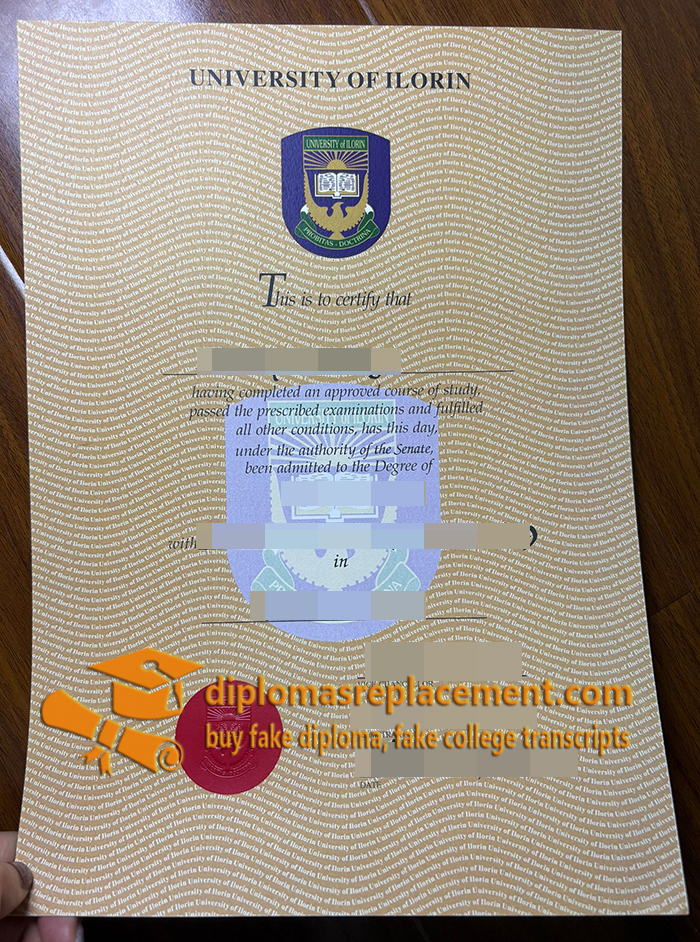 UNIVERSITY OF ILORIN
UNIVERSITY of ILORIN
PROBITAS - DOCTRINA
This is to certify that
having completed an approved course of study,
passed the prescribed examinations and fulfilled
all other conditions, has this day,
under the authority of the Senate,
been admitted to the Degree of
with
in
diplomasreplacement.com
buy fake diploma, fake college transcripts
DATE